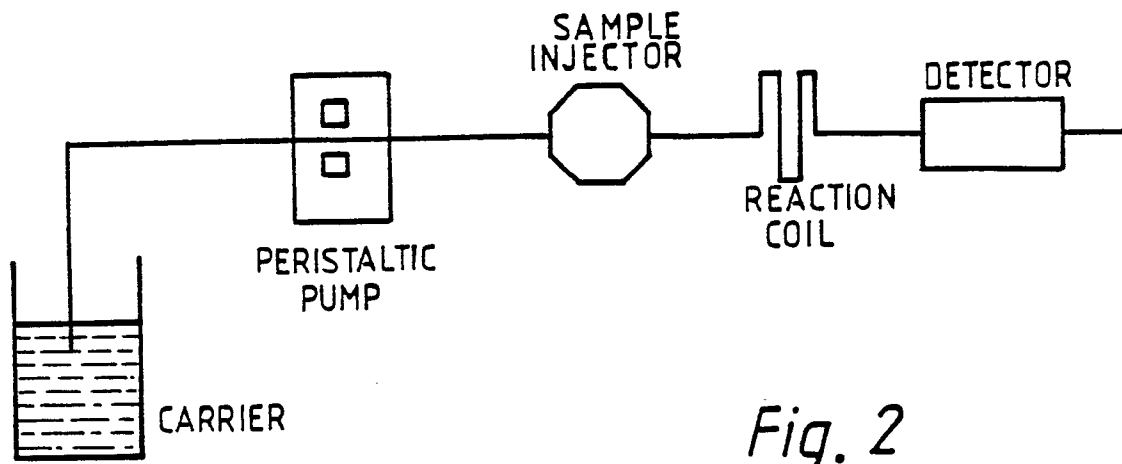 SAMPLE
INJECTOR
DETECTOR
REACTION
COIL
PERISTALTIC
PUMP
CARRIER
Fig. 2